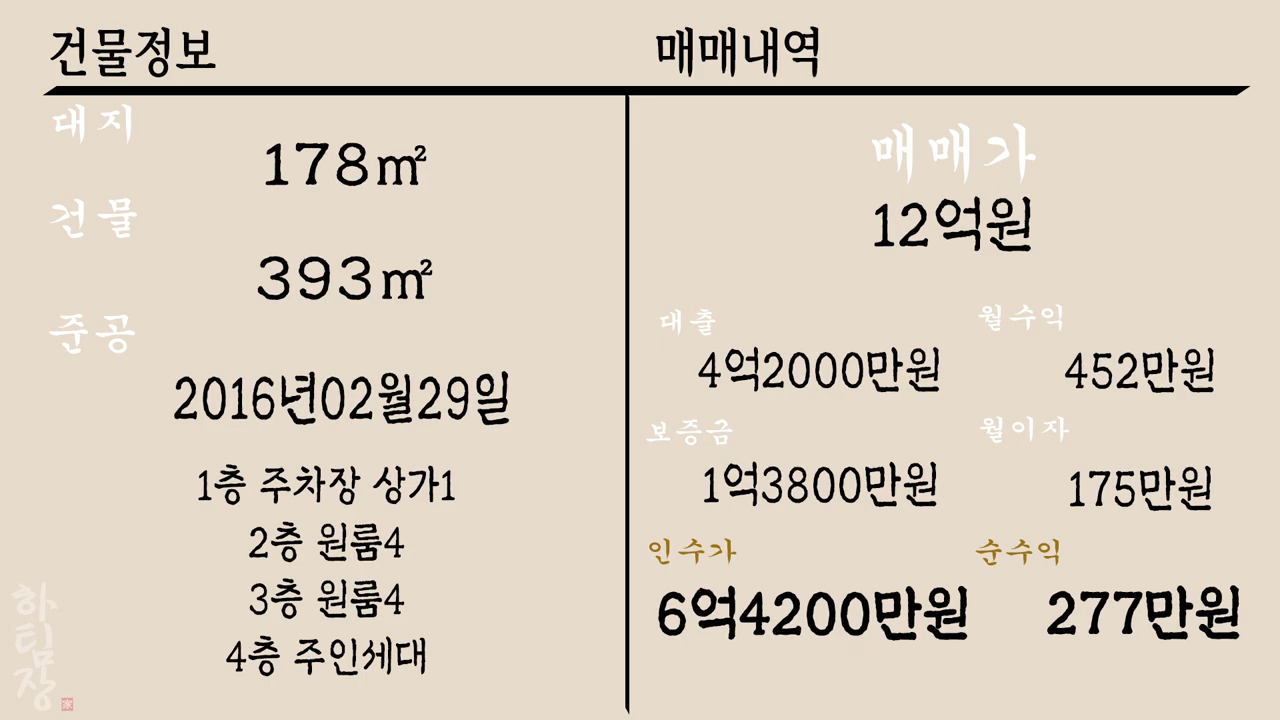 건물정보
대지
178㎡
건물
393㎡
준공
2016년02월29일
1층 주차장 상가1
2층 원룸4
3층 원룸4
4층 주인세대
매매내역
매매가
12억원
대출
4억2000만원
월수익
452만원
보증금
1억3800만원
월이자
175만원
인수가
6억4200만원
순수익
277만원
하팀장